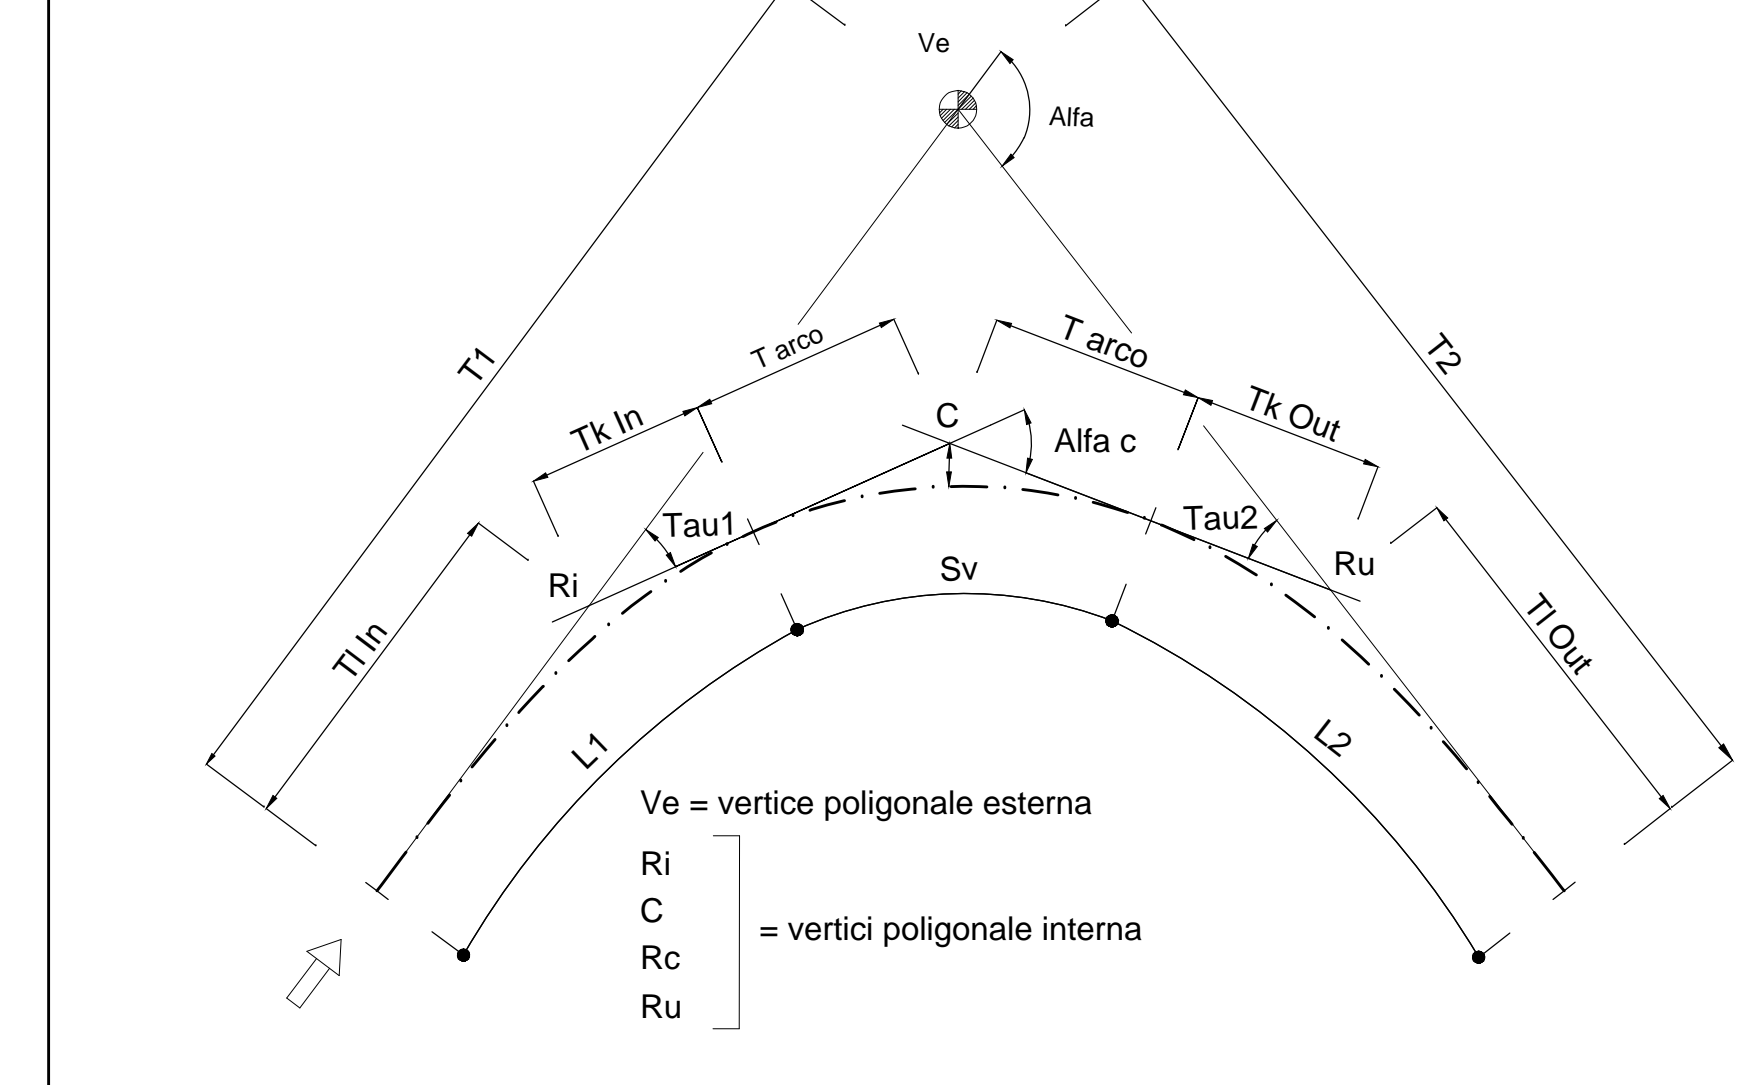 Ve
Alfa
T1
T arco
T arco
T2
Tk In
C
Tk Out
Alfa c
Tau1
Tau2
Ri
Sv
Ru
Tl In
Tl Out
L1
L2
Ve = vertice poligonale esterna
Ri
C
= vertici poligonale interna
Rc
Ru